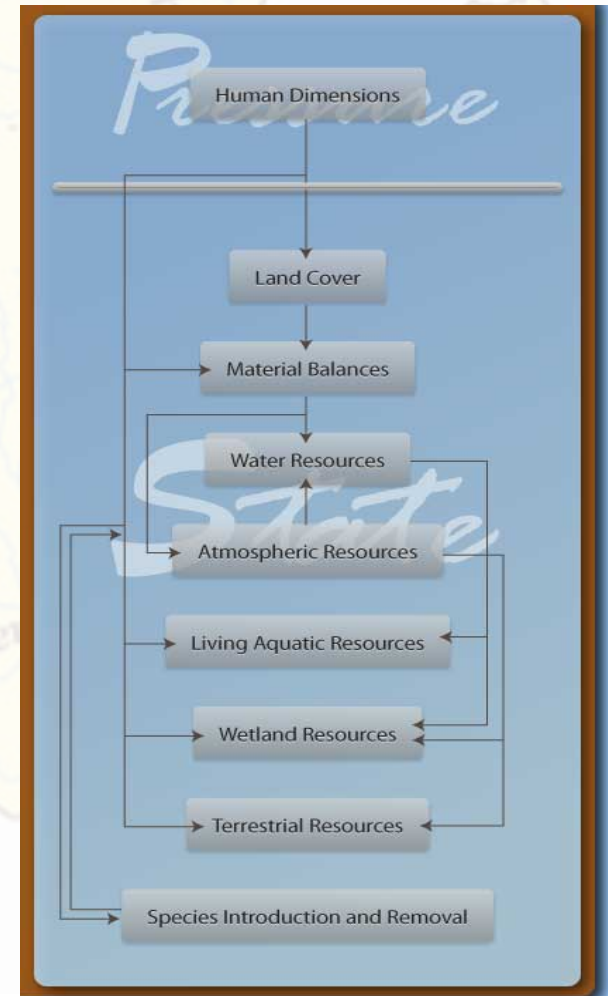 Pressure
Human Dimensions
Land Cover
Material Balances
Water Resources
State
Atmospheric Resources
Living Aquatic Resources
Wetland Resources
Terrestrial Resources
Species Introduction and Removal